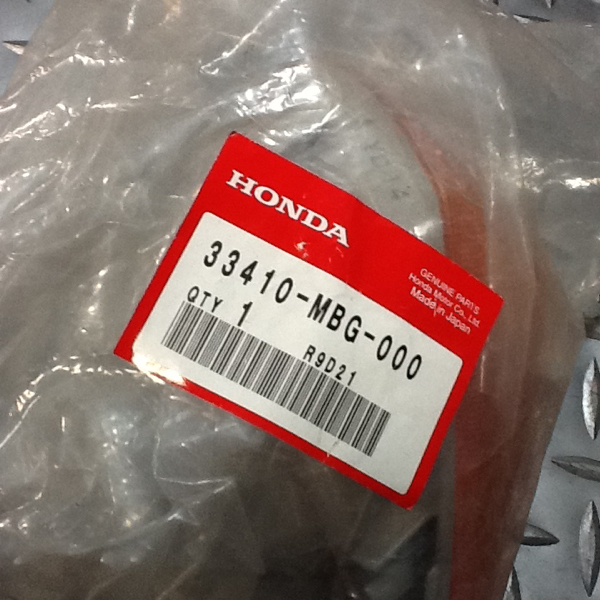 HONDA
GENUINE PARTS
Honda Motor Co., Ltd.
Made in Japan
33410-MBG-000
QTY 1
R9D21